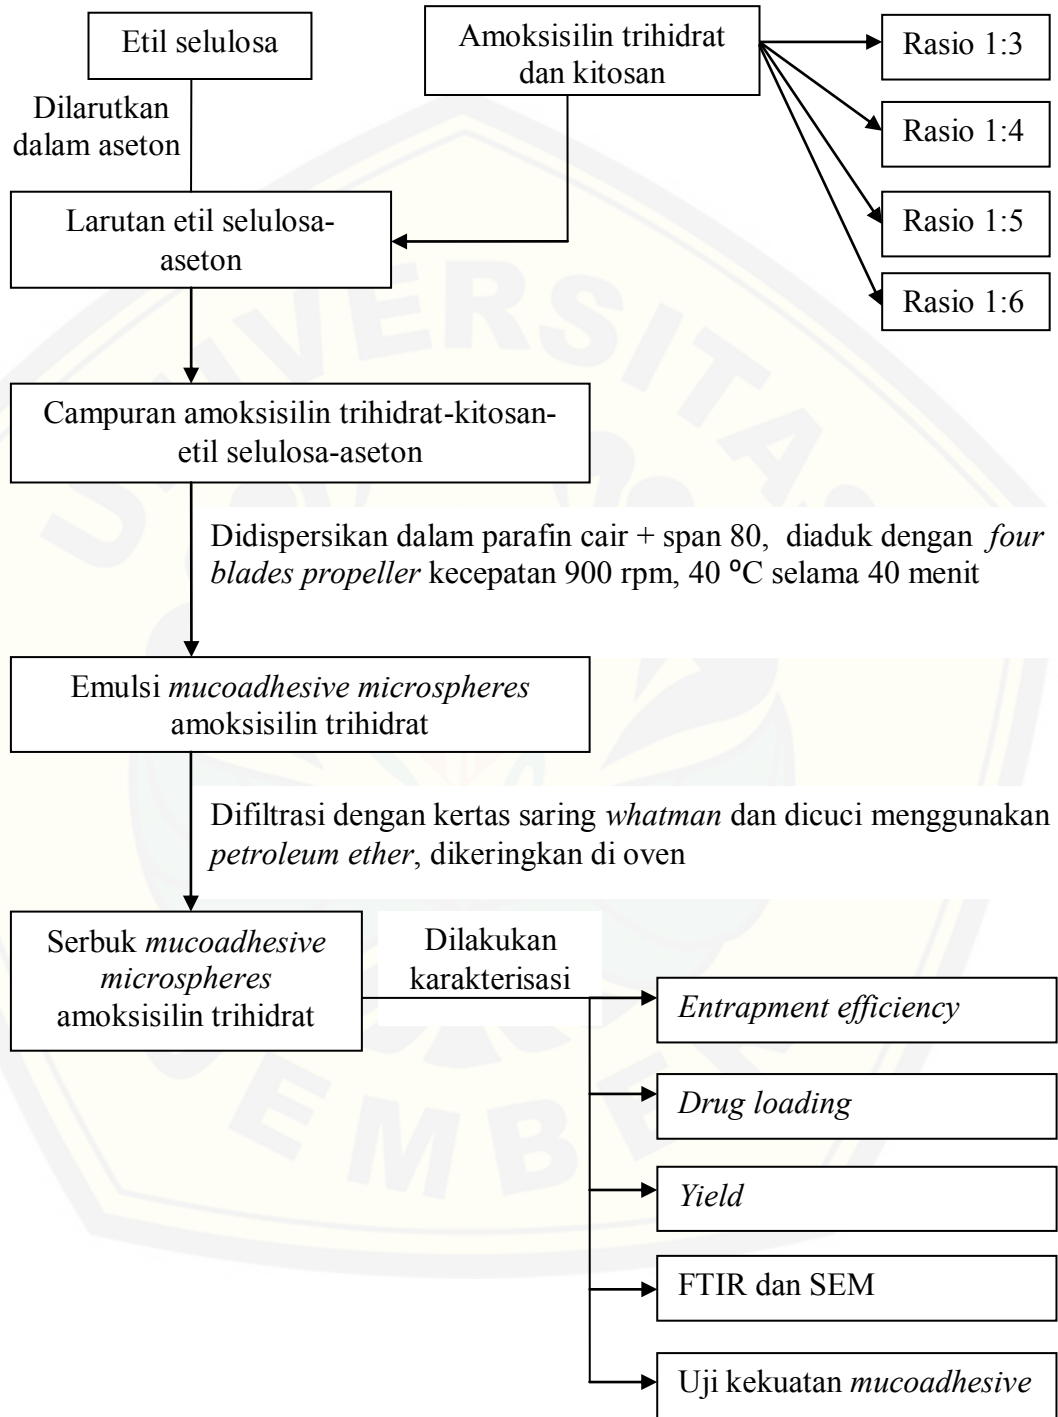 Etil selulosa
Amoksisilin trihidrat
dan kitosan
Rasio 1:3
Rasio 1:4
Rasio 1:5
Rasio 1:6
Dilarutkan
dalam aseton
Larutan etil selulosa-
aseton
Campuran amoksisilin trihidrat-kitosan-
etil selulosa-aseton
Didispersikan dalam parafin cair + span 80, diaduk dengan four
blades propeller kecepatan 900 rpm, 40 ⁰C selama 40 menit
Emulsi mucoadhesive microspheres
amoksisilin trihidrat
Difiltrasi dengan kertas saring whatman dan dicuci menggunakan
petroleum ether, dikeringkan di oven
Serbuk mucoadhesive
microspheres
amoksisilin trihidrat
Dilakukan
karakterisasi
Entrapment efficiency
Drug loading
Yield
FTIR dan SEM
Uji kekuatan mucoadhesive
UNIVERSITAS
JEMBER